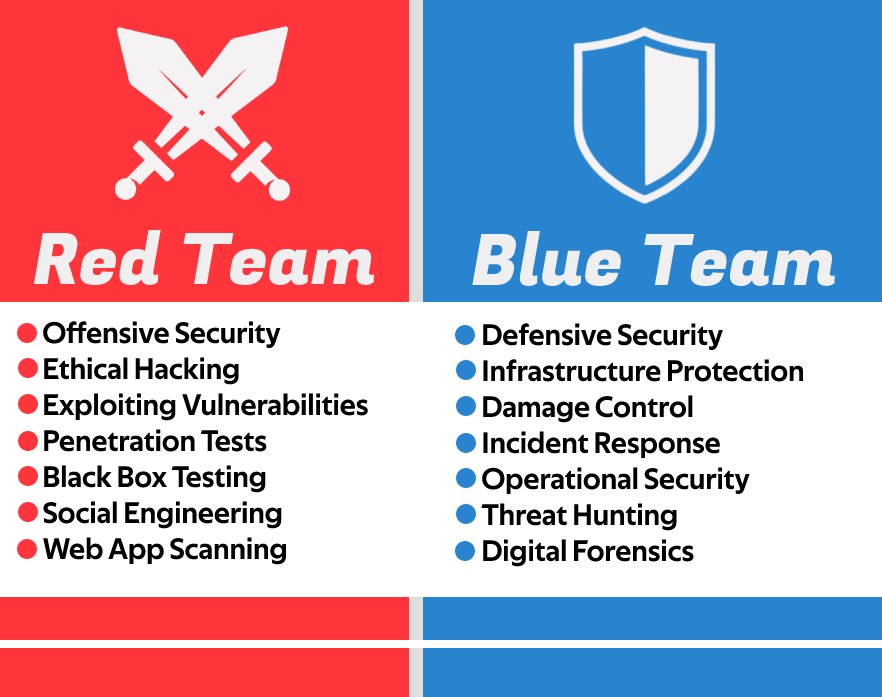 Red Team
Offensive Security
Ethical Hacking
Exploiting Vulnerabilities
Penetration Tests
Black Box Testing
Social Engineering
Web App Scanning
Blue Team
Defensive Security
Infrastructure Protection
Damage Control
Incident Response
Operational Security
Threat Hunting
Digital Forensics